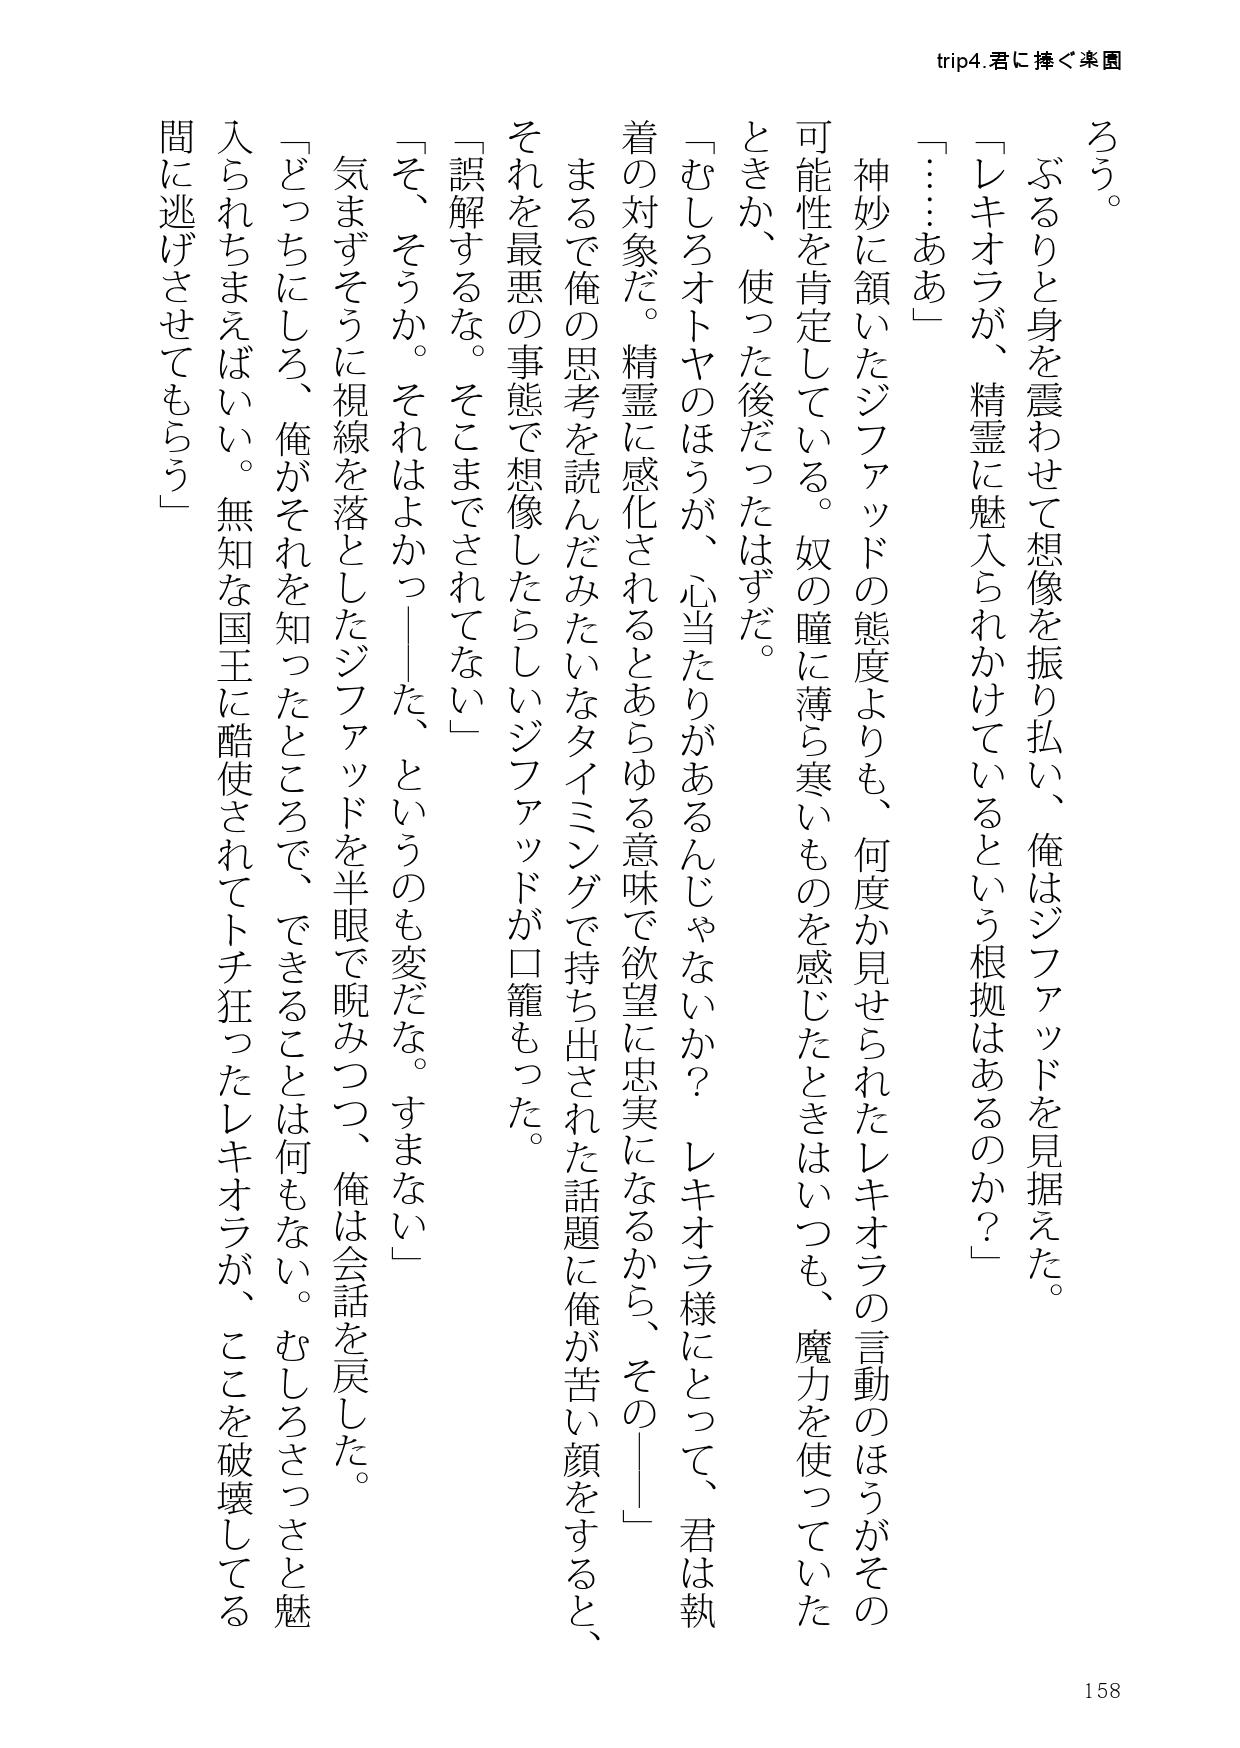 trip4.君に捧ぐ楽園
ろう。
　ぶるりと身を震わせて想像を振り払い、俺はジファッドを見据えた。
「レキオラが、精霊に魅入られかけているという根拠はあるのか？」
「……ああ」
　神妙に頷いたジファッドの態度よりも、何度か見せられたレキオラの言動のほうがその
可能性を肯定している。奴の瞳に薄ら寒いものを感じたときはいつも、魔力を使っていた
ときか、使った後だったはずだ。
「むしろオトヤのほうが、心当たりがあるんじゃないか？　レキオラ様にとって、君は執
着の対象だ。精霊に感化されるとあらゆる意味で欲望に忠実になるから、その――」
　まるで俺の思考を読んだみたいなタイミングで持ち出された話題に俺が苦い顔をすると、
それを最悪の事態で想像したらしいジファッドが口籠もった。
「誤解するな。そこまでされてない」
「そ、そうか。それはよかっ――た、というのも変だな。すまない」
　気まずそうに視線を落としたジファッドを半眼で睨みつつ、俺は会話を戻した。
「どっちにしろ、俺がそれを知ったところで、できることは何もない。むしろさっさと魅
入られちまえばいい。無知な国王に酷使されてトチ狂ったレキオラが、ここを破壊してる
間に逃げさせてもらう」
158